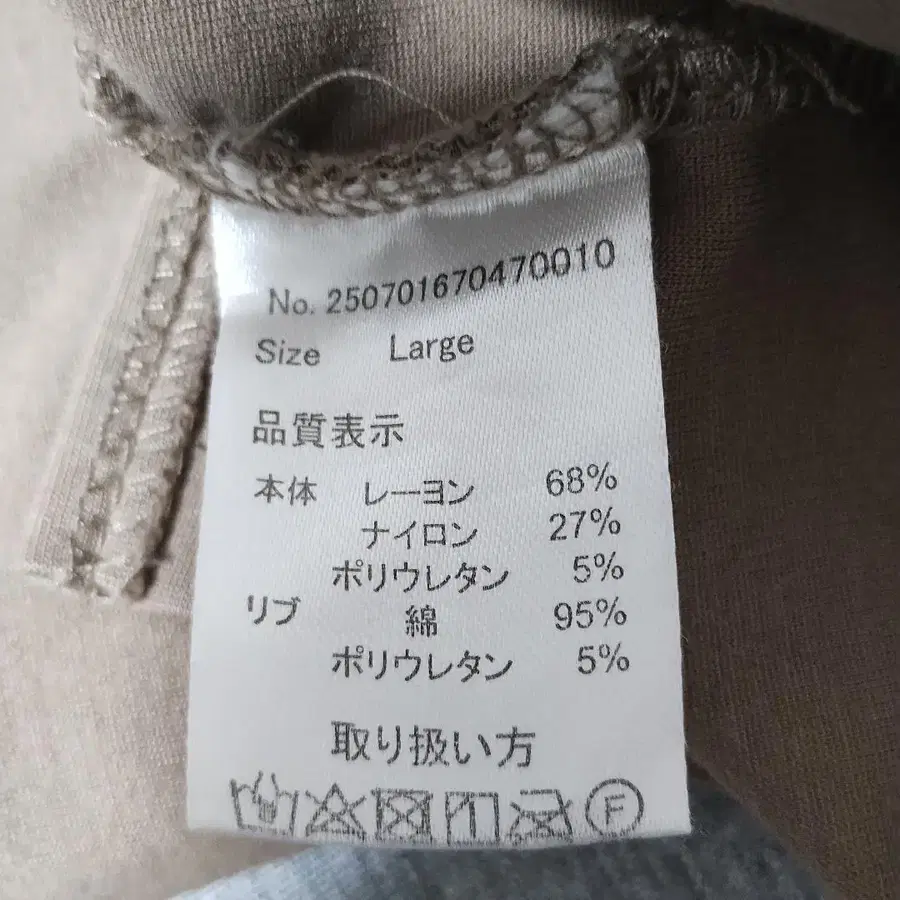 No. 250701670470010
Size Large
品質表示
本体 レーヨン 68%
ナイロン 27%
ポリウレタン 5%
リブ 綿 95%
ポリウレタン 5%
取り扱い方
F